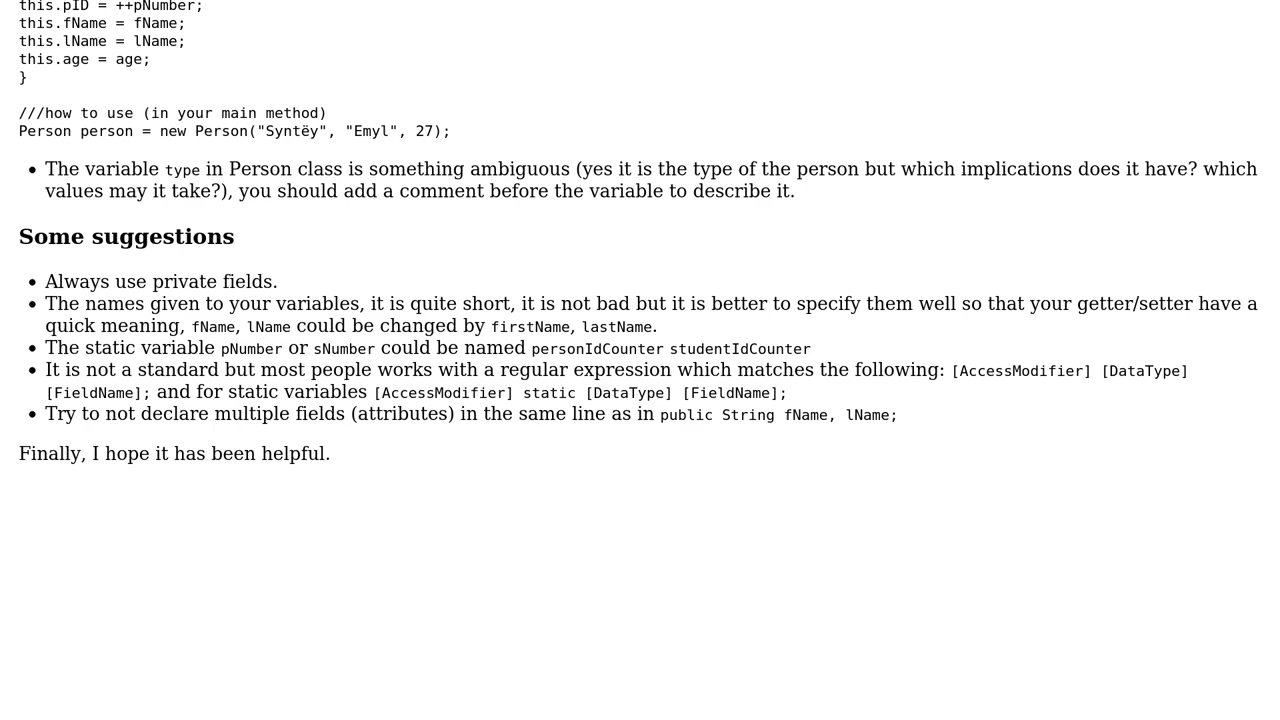 this.pID = ++pNumber;
this.fName = fName;
this.lName = lName;
this.age = age;
}
///how to use (in your main method)
Person person = new Person("Syntëy", "Emyl", 27);
• The variable type in Person class is something ambiguous (yes it is the type of the person but which implications does it have? which
values may it take?), you should add a comment before the variable to describe it.
Some suggestions
• Always use private fields.
• The names given to your variables, it is quite short, it is not bad but it is better to specify them well so that your getter/setter have a
quick meaning, fName, lName could be changed by firstName, lastName.
• The static variable pNumber or sNumber could be named personIdCounter studentIdCounter
• It is not a standard but most people works with a regular expression which matches the following: [AccessModifier] [DataType]
[FieldName]; and for static variables [AccessModifier] static [DataType] [FieldName];
• Try to not declare multiple fields (attributes) in the same line as in public String fName, lName;
Finally, I hope it has been helpful.